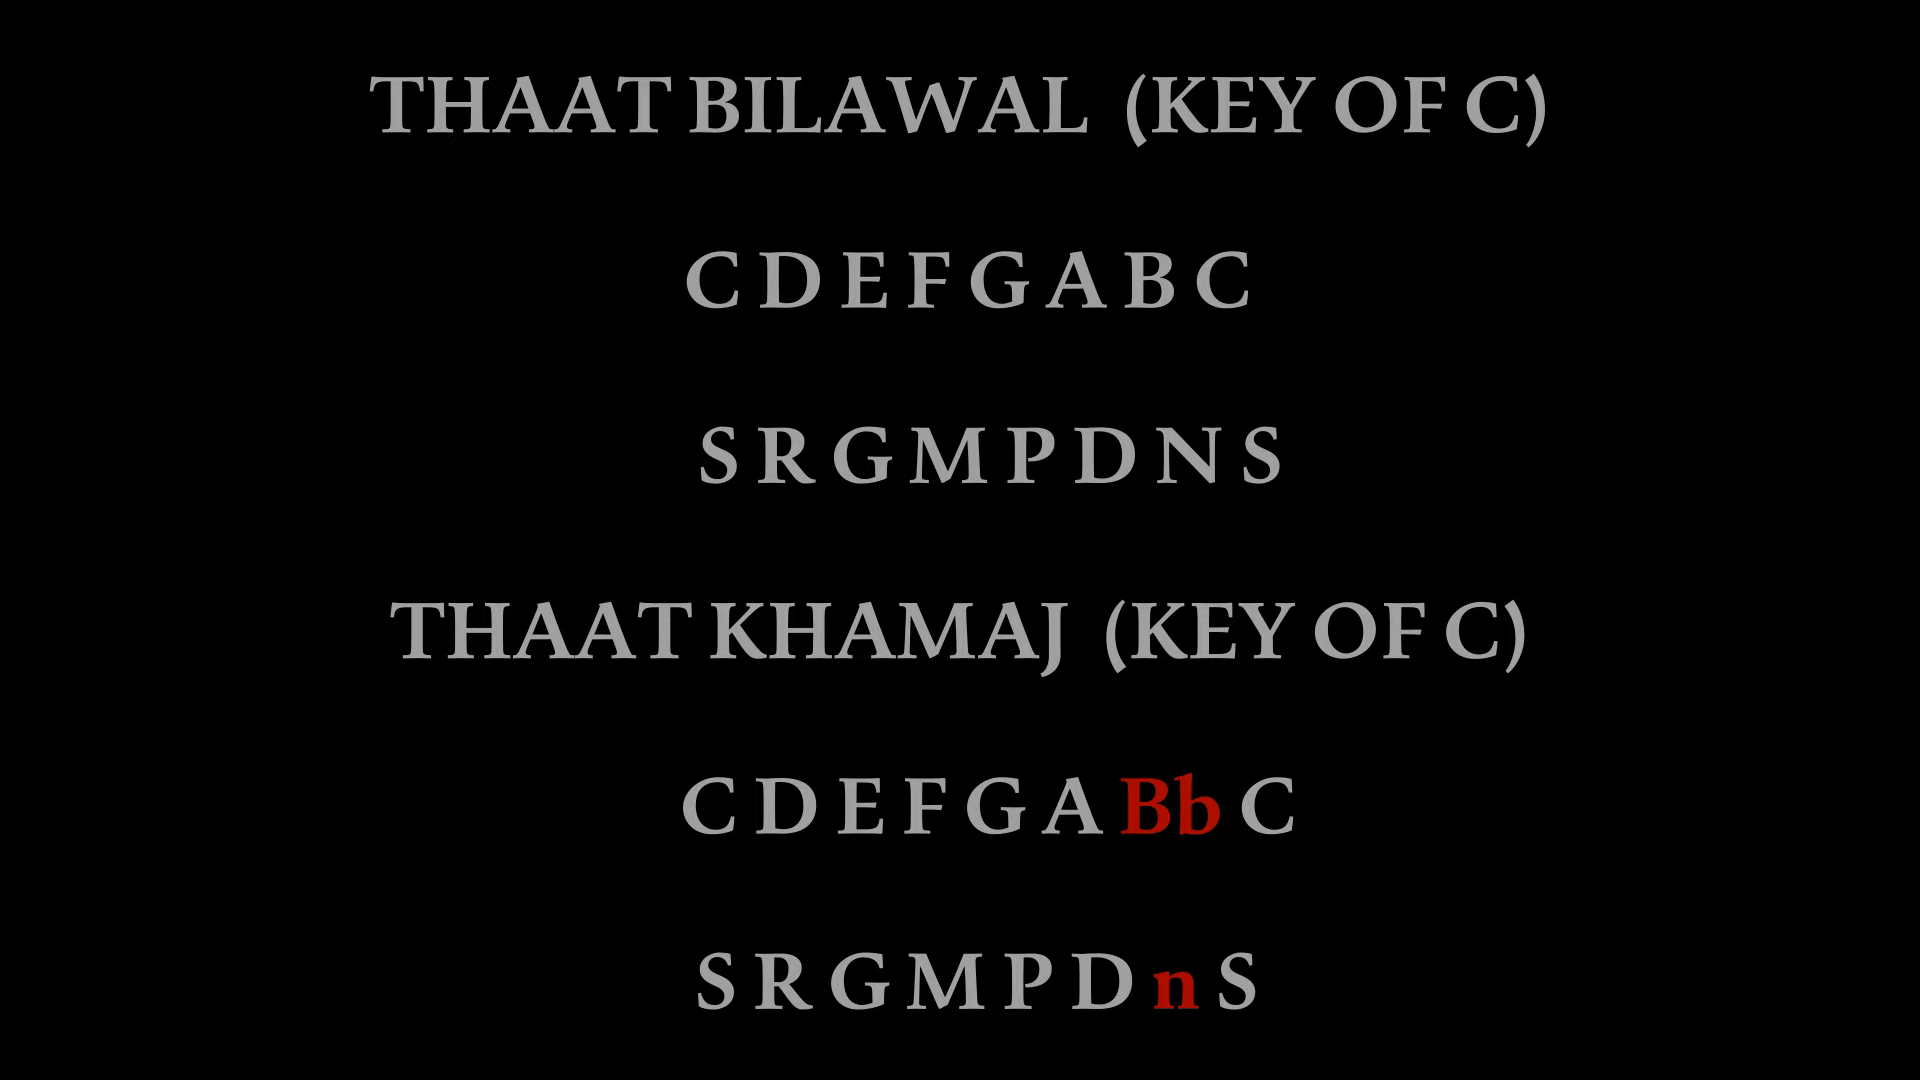 THAAT BILAWAL (KEY OF C)
C D E F G A B C
S R G M P D N S
THAAT KHAMAJ (KEY OF C)
C D E F G A Bb C
S R G M P D n S